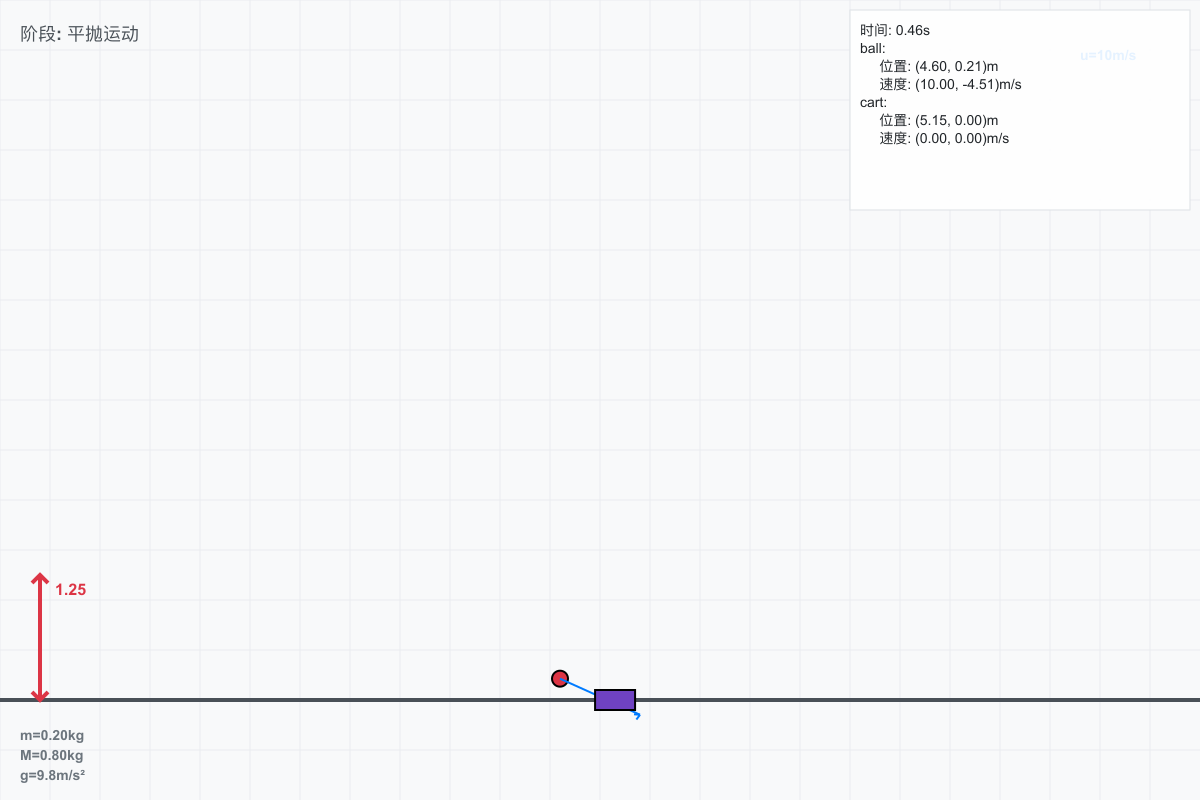 阶段: 平抛运动
时间: 0.46s
ball:
位置: (4.60, 0.21)m
速度: (10.00, -4.51)m/s
cart:
位置: (5.15, 0.00)m
速度: (0.00, 0.00)m/s
u=10m/s
1.25
m=0.20kg
M=0.80kg
g=9.8m/s²